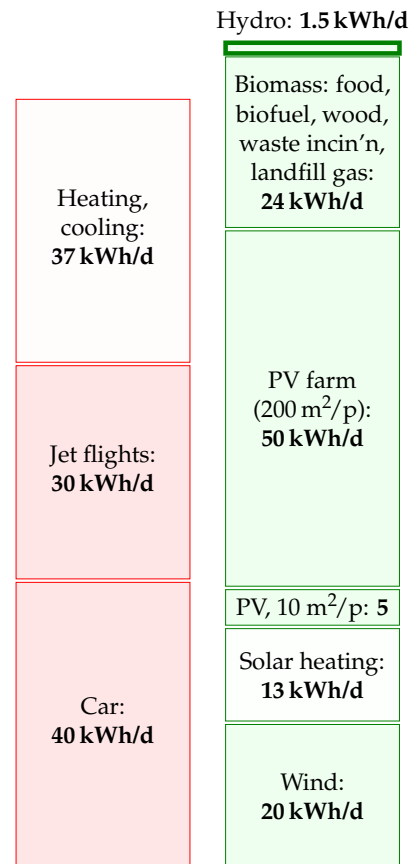 Hydro: 1.5 kWh/d
Biomass: food,
biofuel, wood,
waste incin’n,
landfill gas:
24 kWh/d
Heating,
cooling:
37 kWh/d
PV farm
(200 m²/p):
50 kWh/d
Jet flights:
30 kWh/d
PV, 10 m²/p: 5
Solar heating:
13 kWh/d
Car:
40 kWh/d
Wind:
20 kWh/d